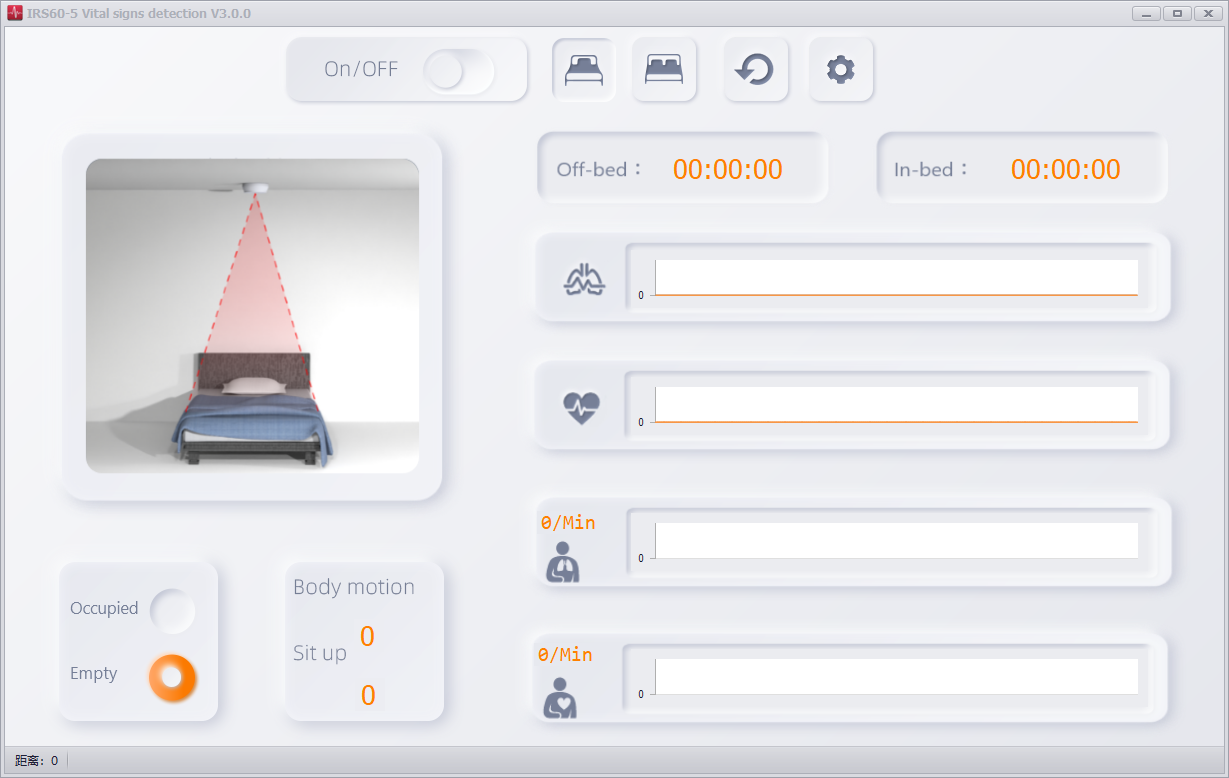 IRS60-5 Vital signs detection V3.0.0
On/OFF
Off-bed： 00:00:00
In-bed： 00:00:00
0
0
0/Min
0
0/Min
0
Occupied
Empty
Body motion
0
Sit up
0
距离: 0